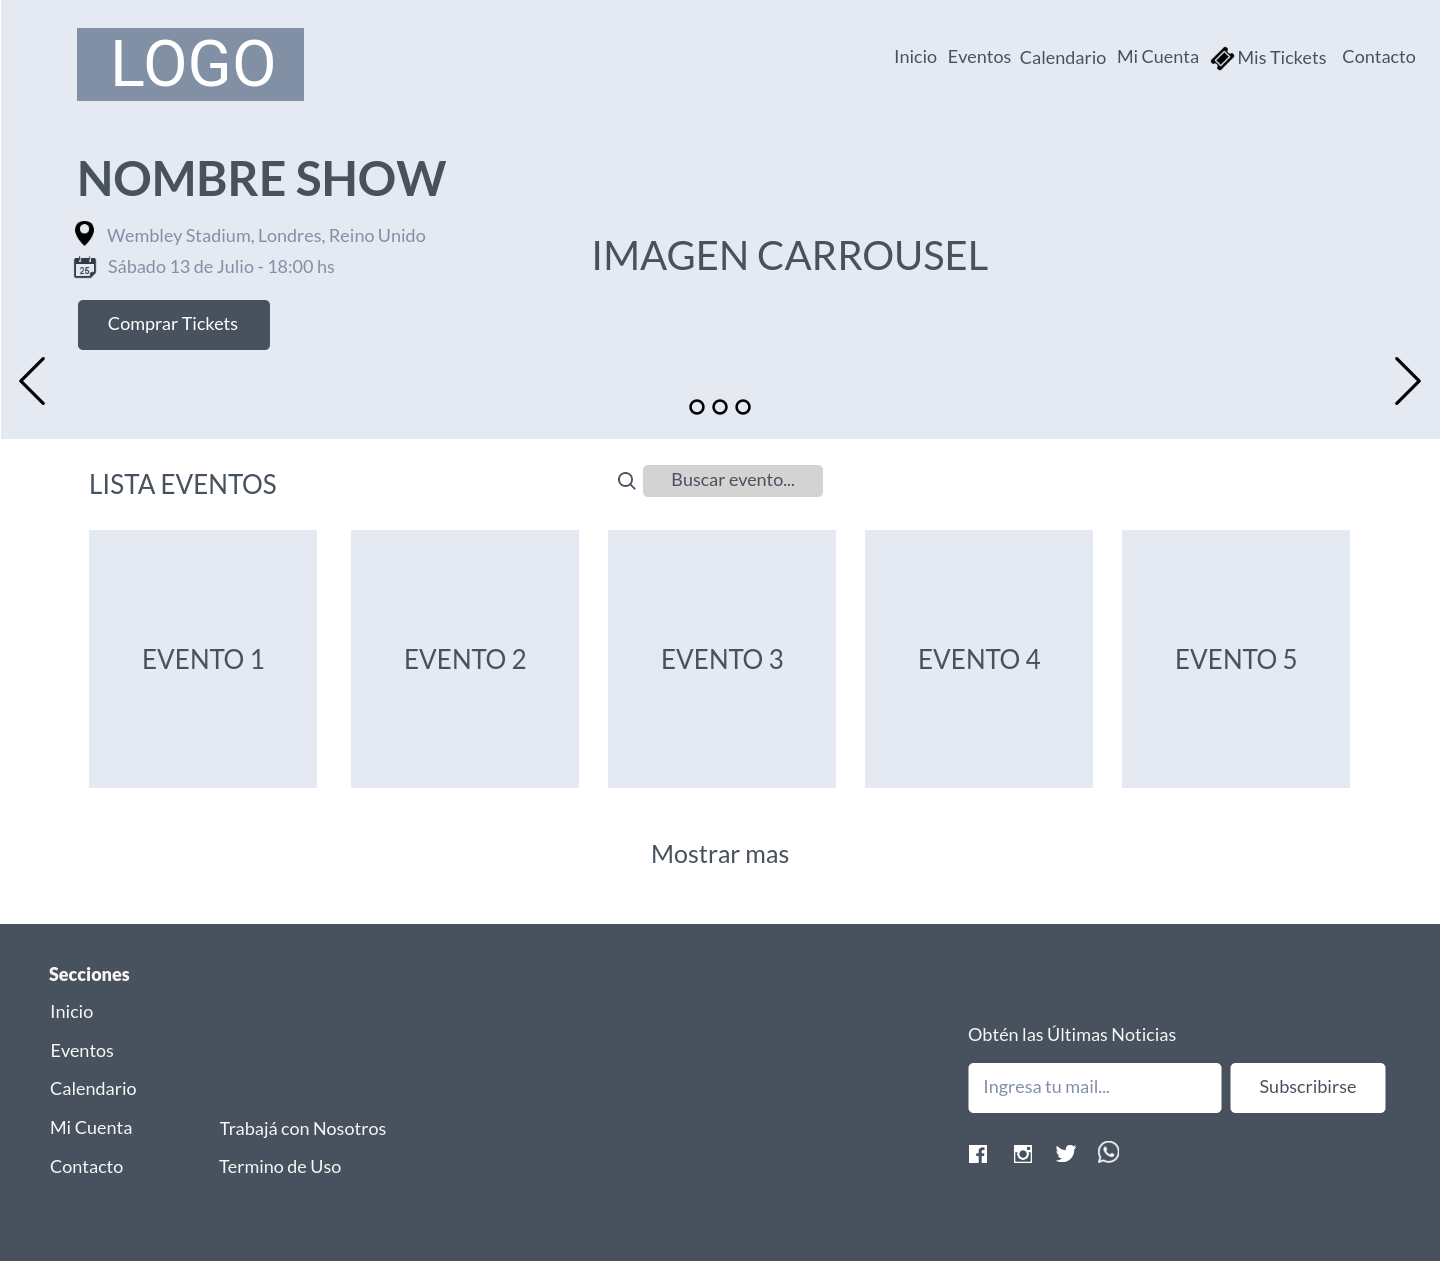 LOGO
Inicio Eventos Calendario Mi Cuenta Mis Tickets Contacto
NOMBRE SHOW
Wembley Stadium, Londres, Reino Unido
25
Sábado 13 de Julio - 18:00 hs
Comprar Tickets
IMAGEN CARROUSEL
LISTA EVENTOS
Buscar evento...
EVENTO 1
EVENTO 2
EVENTO 3
EVENTO 4
EVENTO 5
Mostrar mas
Secciones
Inicio
Eventos
Calendario
Mi Cuenta
Contacto
Trabajá con Nosotros
Termino de Uso
Obtén las Últimas Noticias
Ingresa tu mail...
Subscribirse